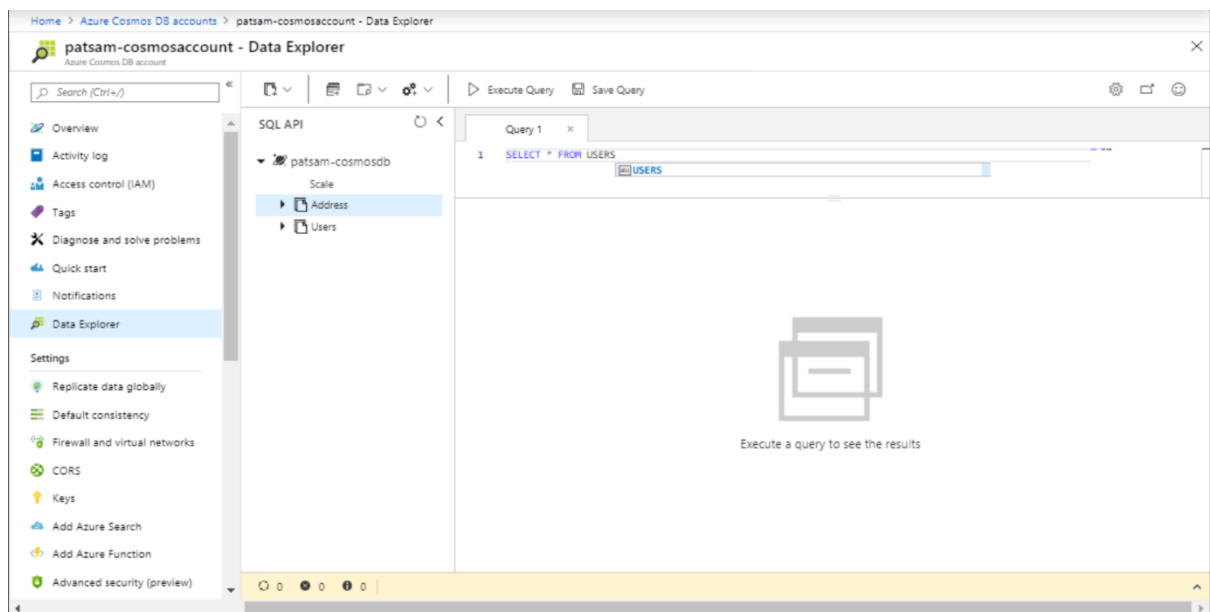 Home > Azure Cosmos DB accounts > patsam-cosmosaccount - Data Explorer
patsam-cosmosaccount - Data Explorer
Azure Cosmos DB account
Search (Ctrl+/)
Overview
Activity log
Access control (IAM)
Tags
Diagnose and solve problems
Quick start
Notifications
Data Explorer
Settings
Replicate data globally
Default consistency
Firewall and virtual networks
CORS
Keys
Add Azure Search
Add Azure Function
Advanced security (preview)
SQL API
patsam-cosmosdb
Scale
Address
Users
Execute Query Save Query
Query 1
1 SELECT * FROM USERS
USERS
Execute a query to see the results
0 0 0